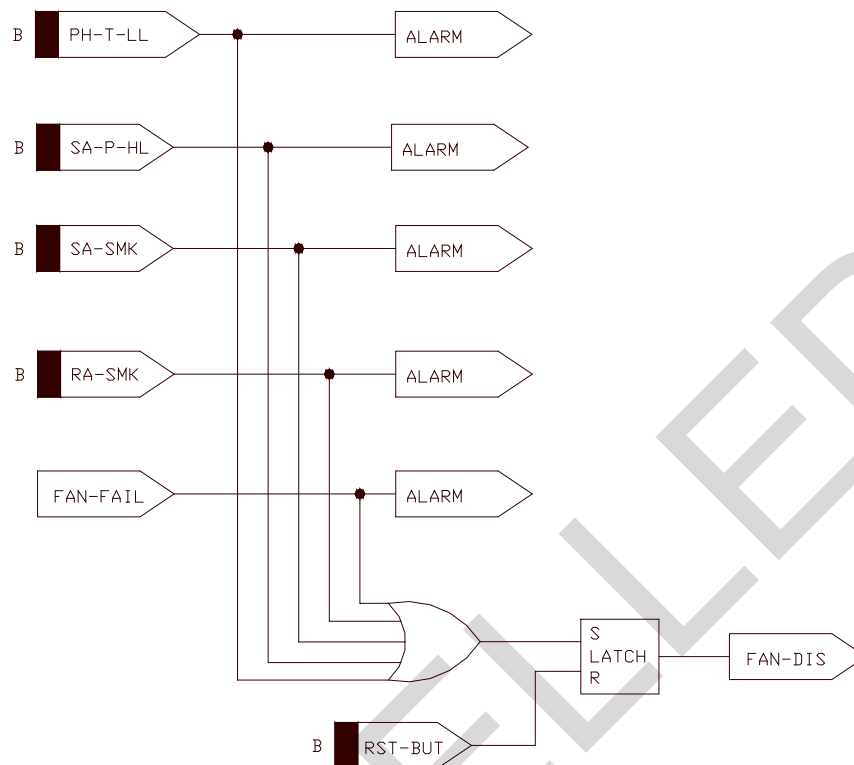 B PH-T-LL ALARM
B SA-P-HL ALARM
B SA-SMK ALARM
B RA-SMK ALARM
FAN-FAIL ALARM
S
LATCH FAN-DIS
R
B RST-BUT